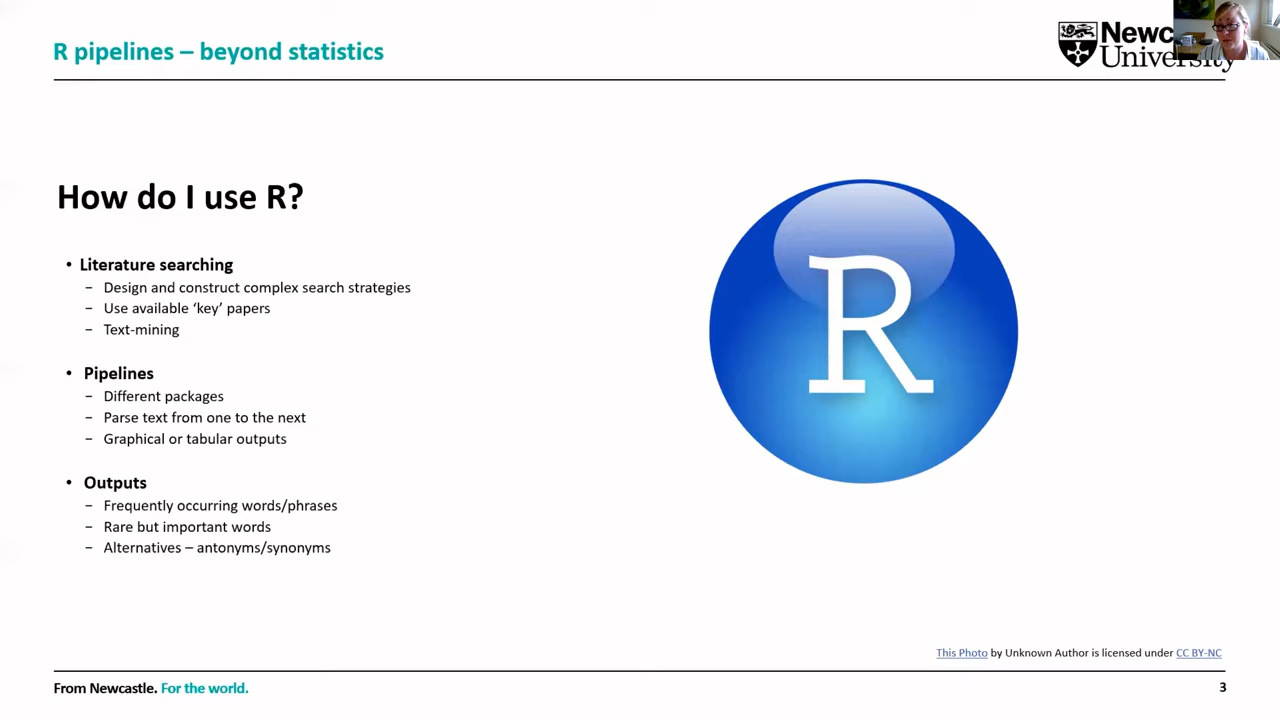 R pipelines – beyond statistics
Newc
University
How do I use R?
• Literature searching
– Design and construct complex search strategies
– Use available ‘key’ papers
– Text-mining
• Pipelines
– Different packages
– Parse text from one to the next
– Graphical or tabular outputs
• Outputs
– Frequently occurring words/phrases
– Rare but important words
– Alternatives – antonyms/synonyms
R
This Photo by Unknown Author is licensed under CC BY-NC
From Newcastle. For the world.
3